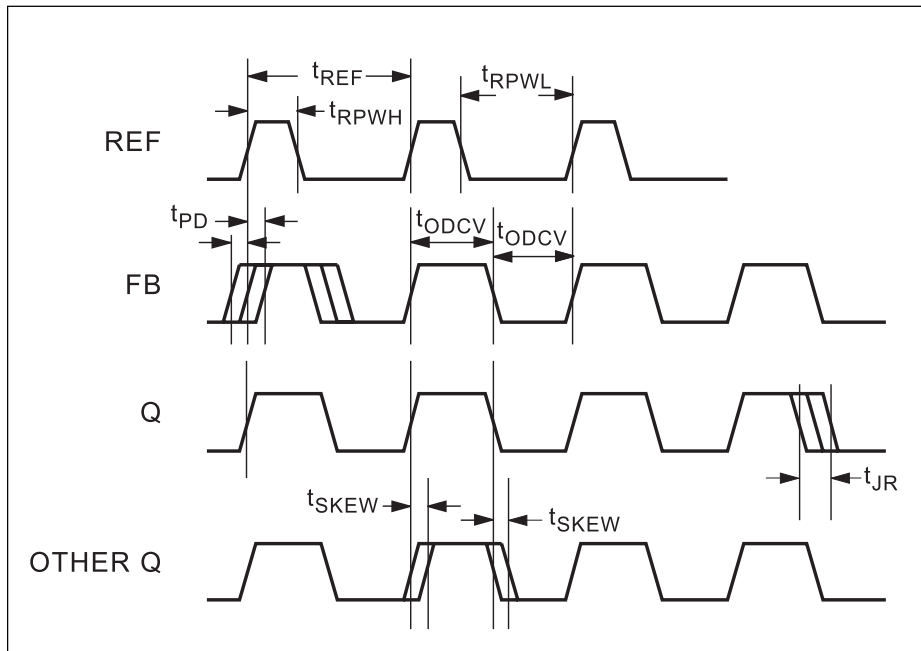 tREF
tRPWL
tRPWH
REF
tPD
tODCV
tODCV
FB
Q
tJR
tSKEW
tSKEW
OTHER Q